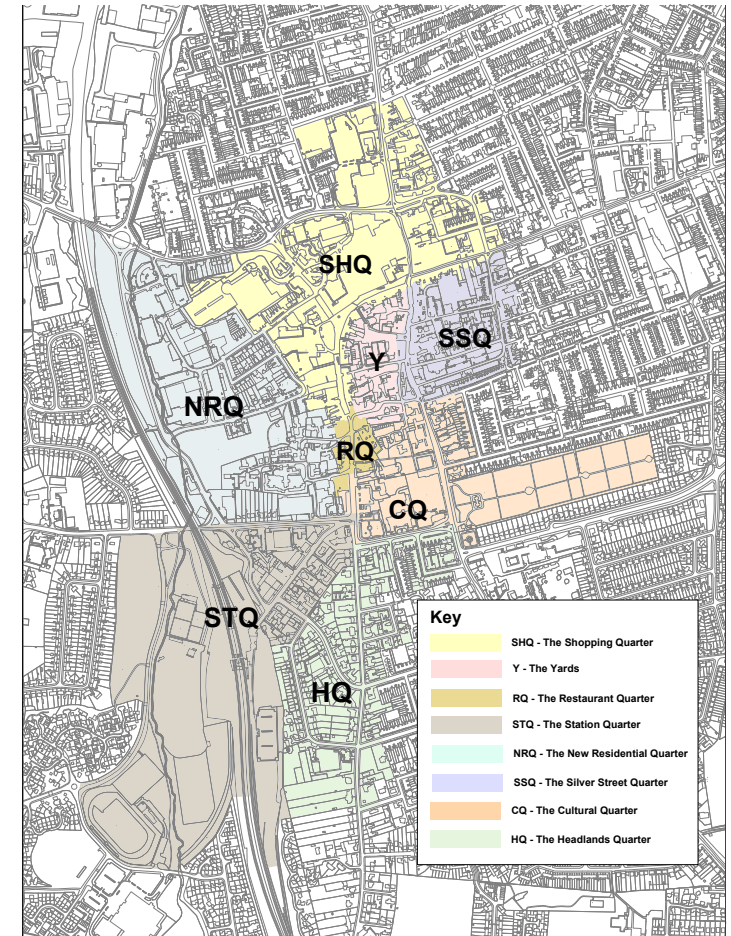 SHQ
SSQ
Y
NRQ
RQ
CQ
STQ
HQ
Key
SHQ - The Shopping Quarter
Y - The Yards
RQ - The Restaurant Quarter
STQ - The Station Quarter
NRQ - The New Residential Quarter
SSQ - The Silver Street Quarter
CQ - The Cultural Quarter
HQ - The Headlands Quarter